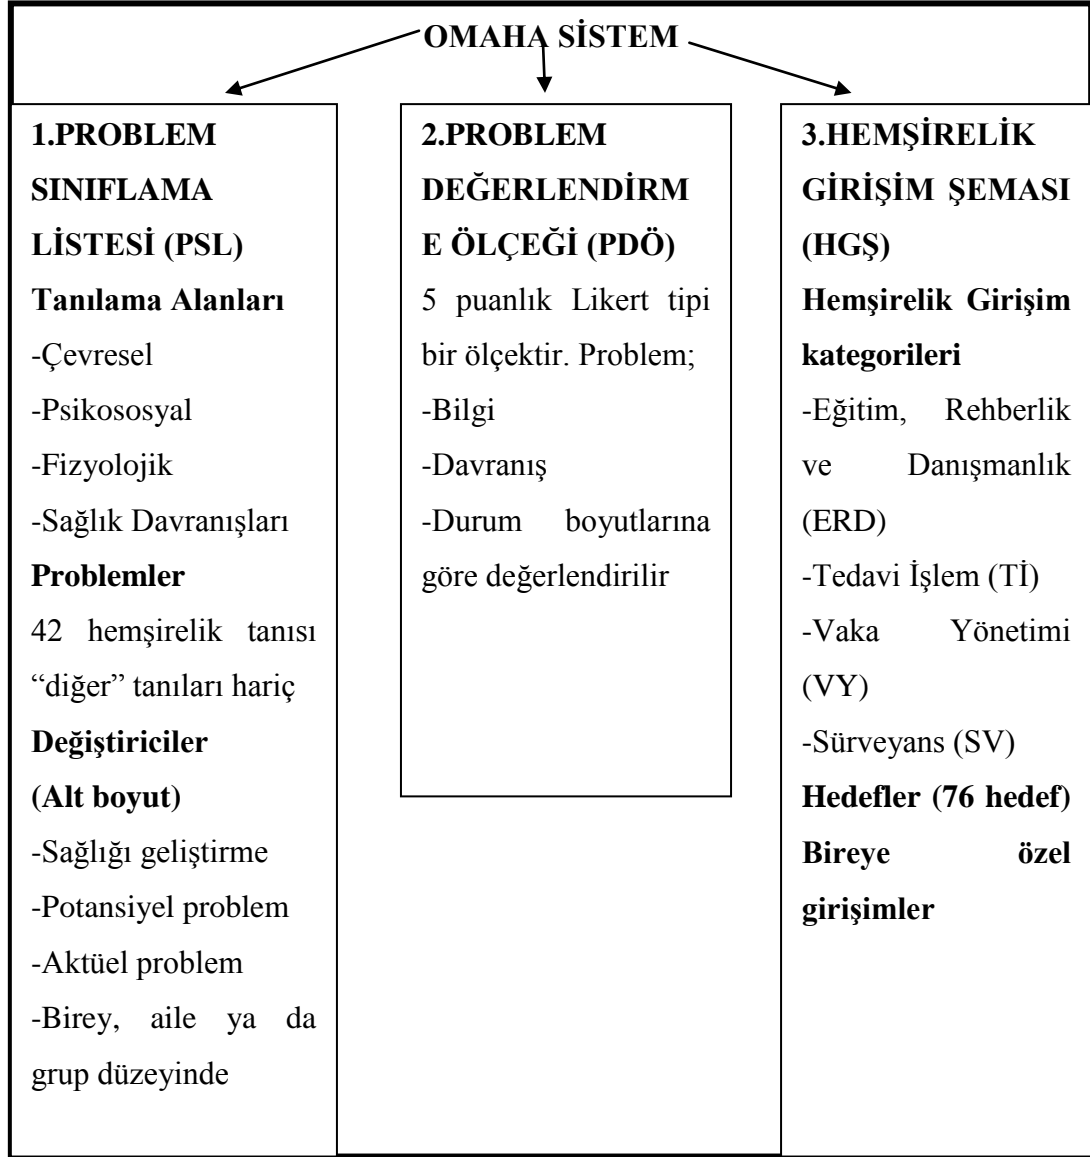 OMAHA SİSTEM
1.PROBLEM
SINIFLAMA
LİSTESİ (PSL)
Tanılama Alanları
-Çevresel
-Psikososyal
-Fizyolojik
-Sağlık Davranışları
Problemler
42 hemşirelik tanısı
“diğer” tanıları hariç
Değiştiriciler
(Alt boyut)
-Sağlığı geliştirme
-Potansiyel problem
-Aktüel problem
-Birey, aile ya da
grup düzeyinde
2.PROBLEM
DEĞERLENDİRM
E ÖLÇEĞİ (PDÖ)
5 puanlık Likert tipi
bir ölçektir. Problem;
-Bilgi
-Davranış
-Durum boyutlarına
göre değerlendirilir
3.HEMŞİRELİK
GİRİŞİM ŞEMASI
(HGŞ)
Hemşirelik Girişim
kategorileri
-Eğitim, Rehberlik
ve Danışmanlık
(ERD)
-Tedavi İşlem (Tİ)
-Vaka Yönetimi
(VY)
-Sürveyans (SV)
Hedefler (76 hedef)
Bireye özel
girişimler